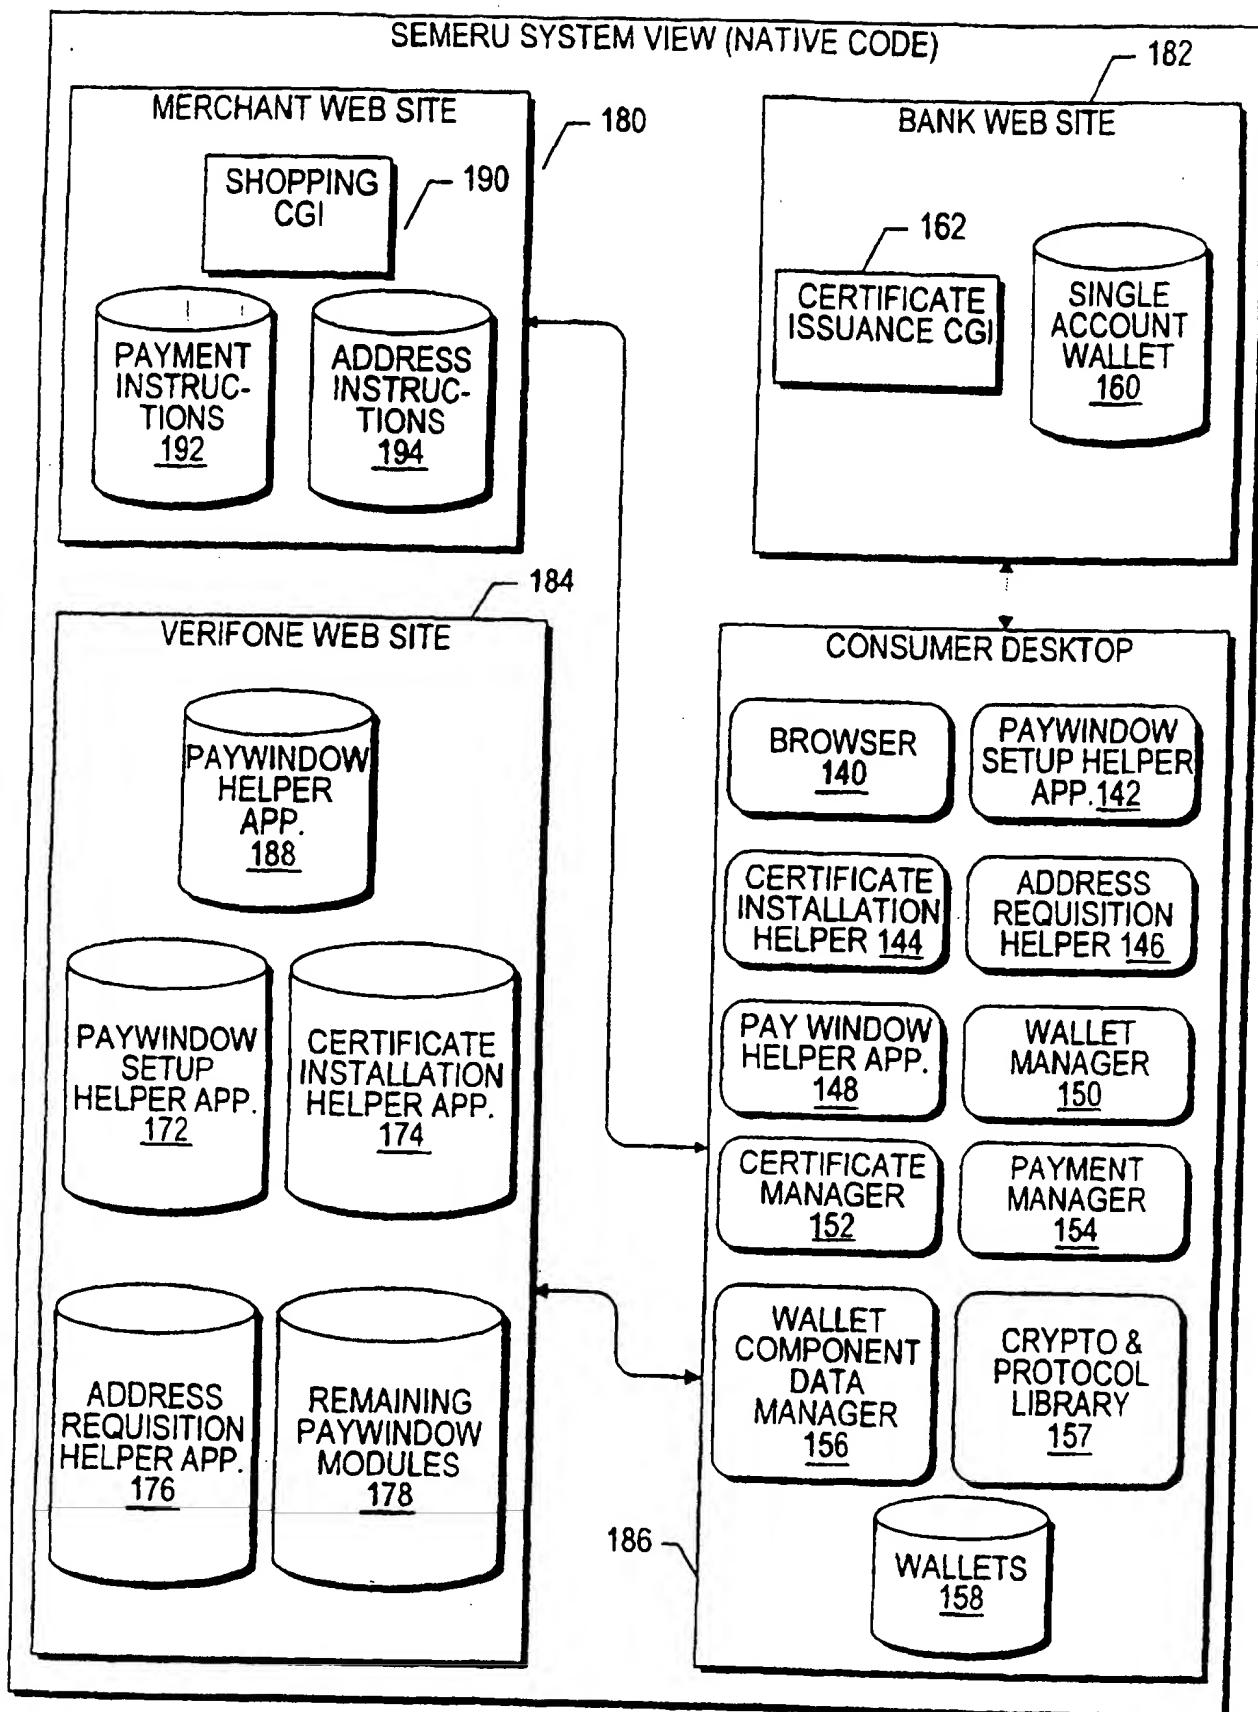 SEMERU SYSTEM VIEW (NATIVE CODE)
182
MERCHANT WEB SITE
180
SHOPPING
CGI
190
PAYMENT
INSTRUC-
TIONS
192
ADDRESS
INSTRUC-
TIONS
194
BANK WEB SITE
162
CERTIFICATE
ISSUANCE CGI
SINGLE
ACCOUNT
WALLET
160
184
VERIFONE WEB SITE
PAYWINDOW
HELPER
APP.
188
PAYWINDOW
SETUP
HELPER APP.
172
CERTIFICATE
INSTALLATION
HELPER APP.
174
ADDRESS
REQUISITION
HELPER APP.
176
REMAINING
PAYWINDOW
MODULES
178
CONSUMER DESKTOP
BROWSER
140
PAYWINDOW
SETUP HELPER
APP.142
CERTIFICATE
INSTALLATION
HELPER 144
ADDRESS
REQUISITION
HELPER 146
PAY WINDOW
HELPER APP.
148
WALLET
MANAGER
150
CERTIFICATE
MANAGER
152
PAYMENT
MANAGER
154
WALLET
COMPONENT
DATA
MANAGER
156
CRYPTO &
PROTOCOL
LIBRARY
157
186
WALLETS
158